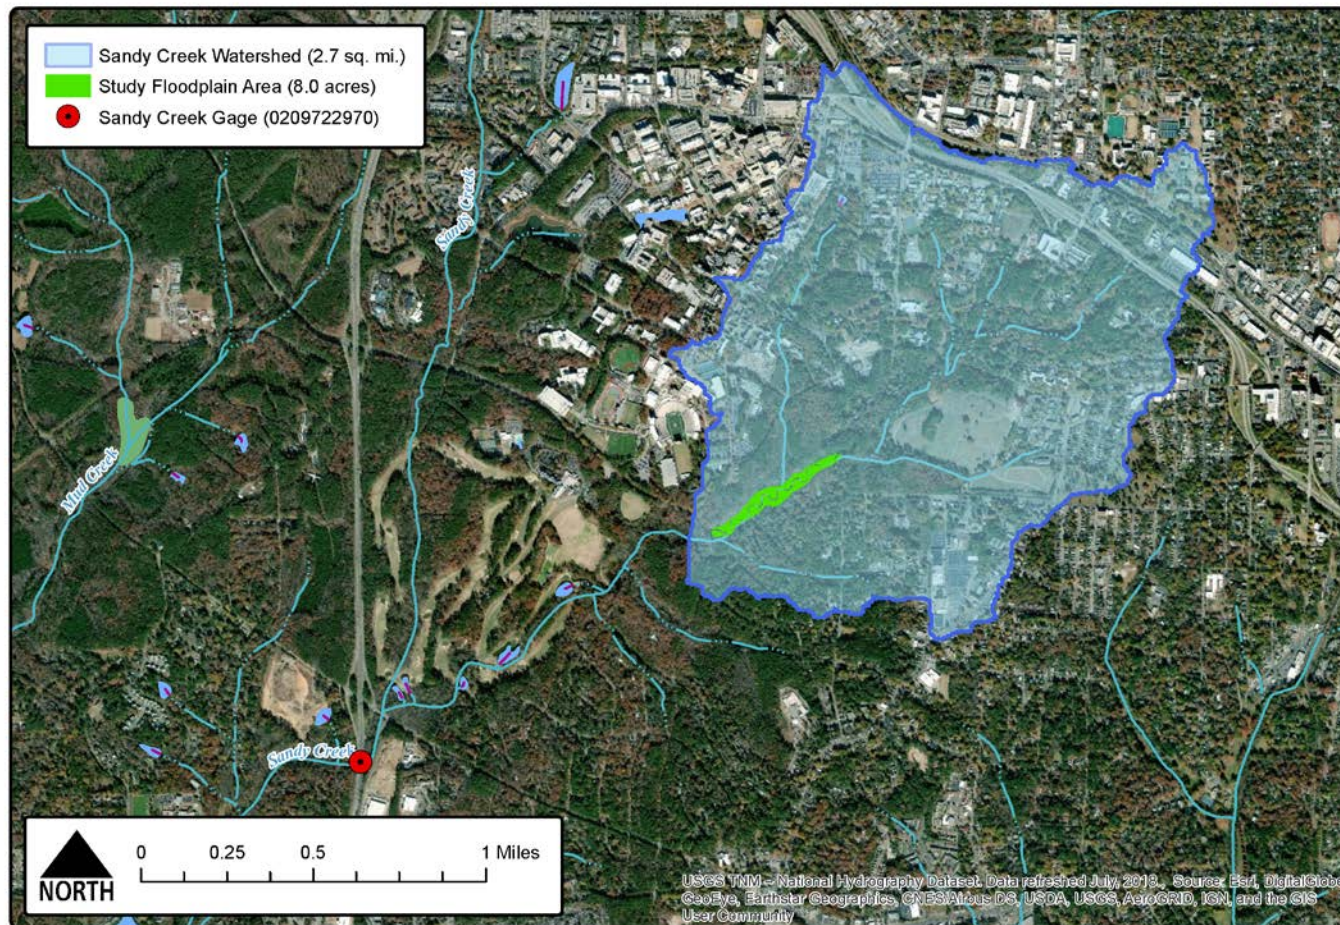 Sandy Creek Watershed (2.7 sq. mi.)
Study Floodplain Area (8.0 acres)
Sandy Creek Gage (0209722970)
Sandy Creek
Mud Creek
Sandy Creek
NORTH
0 0.25 0.5 1 Miles
USGS TNM – National Hydrography Dataset. Data refreshed July, 2018., Source: Esri, DigitalGlobe
GeoEye, Earthstar Geographics, CNES/Airbus DS, USDA, USGS, AeroGRID, IGN, and the GIS
User Community